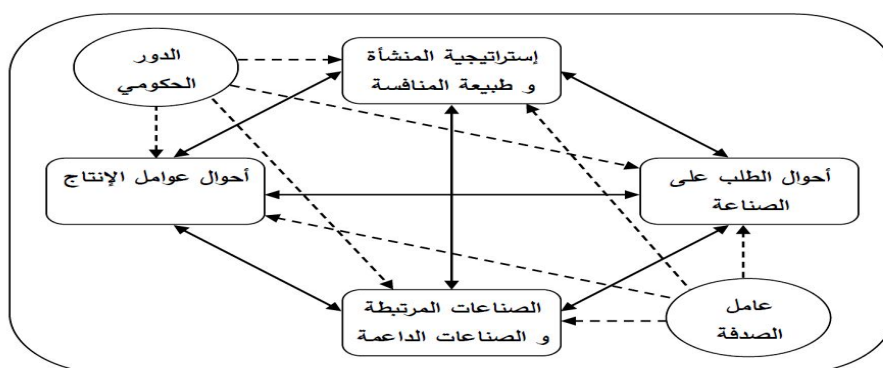 الدور
الحكومي
إستراتيجية المنشأة
و طبيعة المنافسة
أحوال الطلب على
الصناعة
أحوال عوامل الإنتاج
الصناعات المرتبطة
و الصناعات الداعمة
عامل
الصدفة